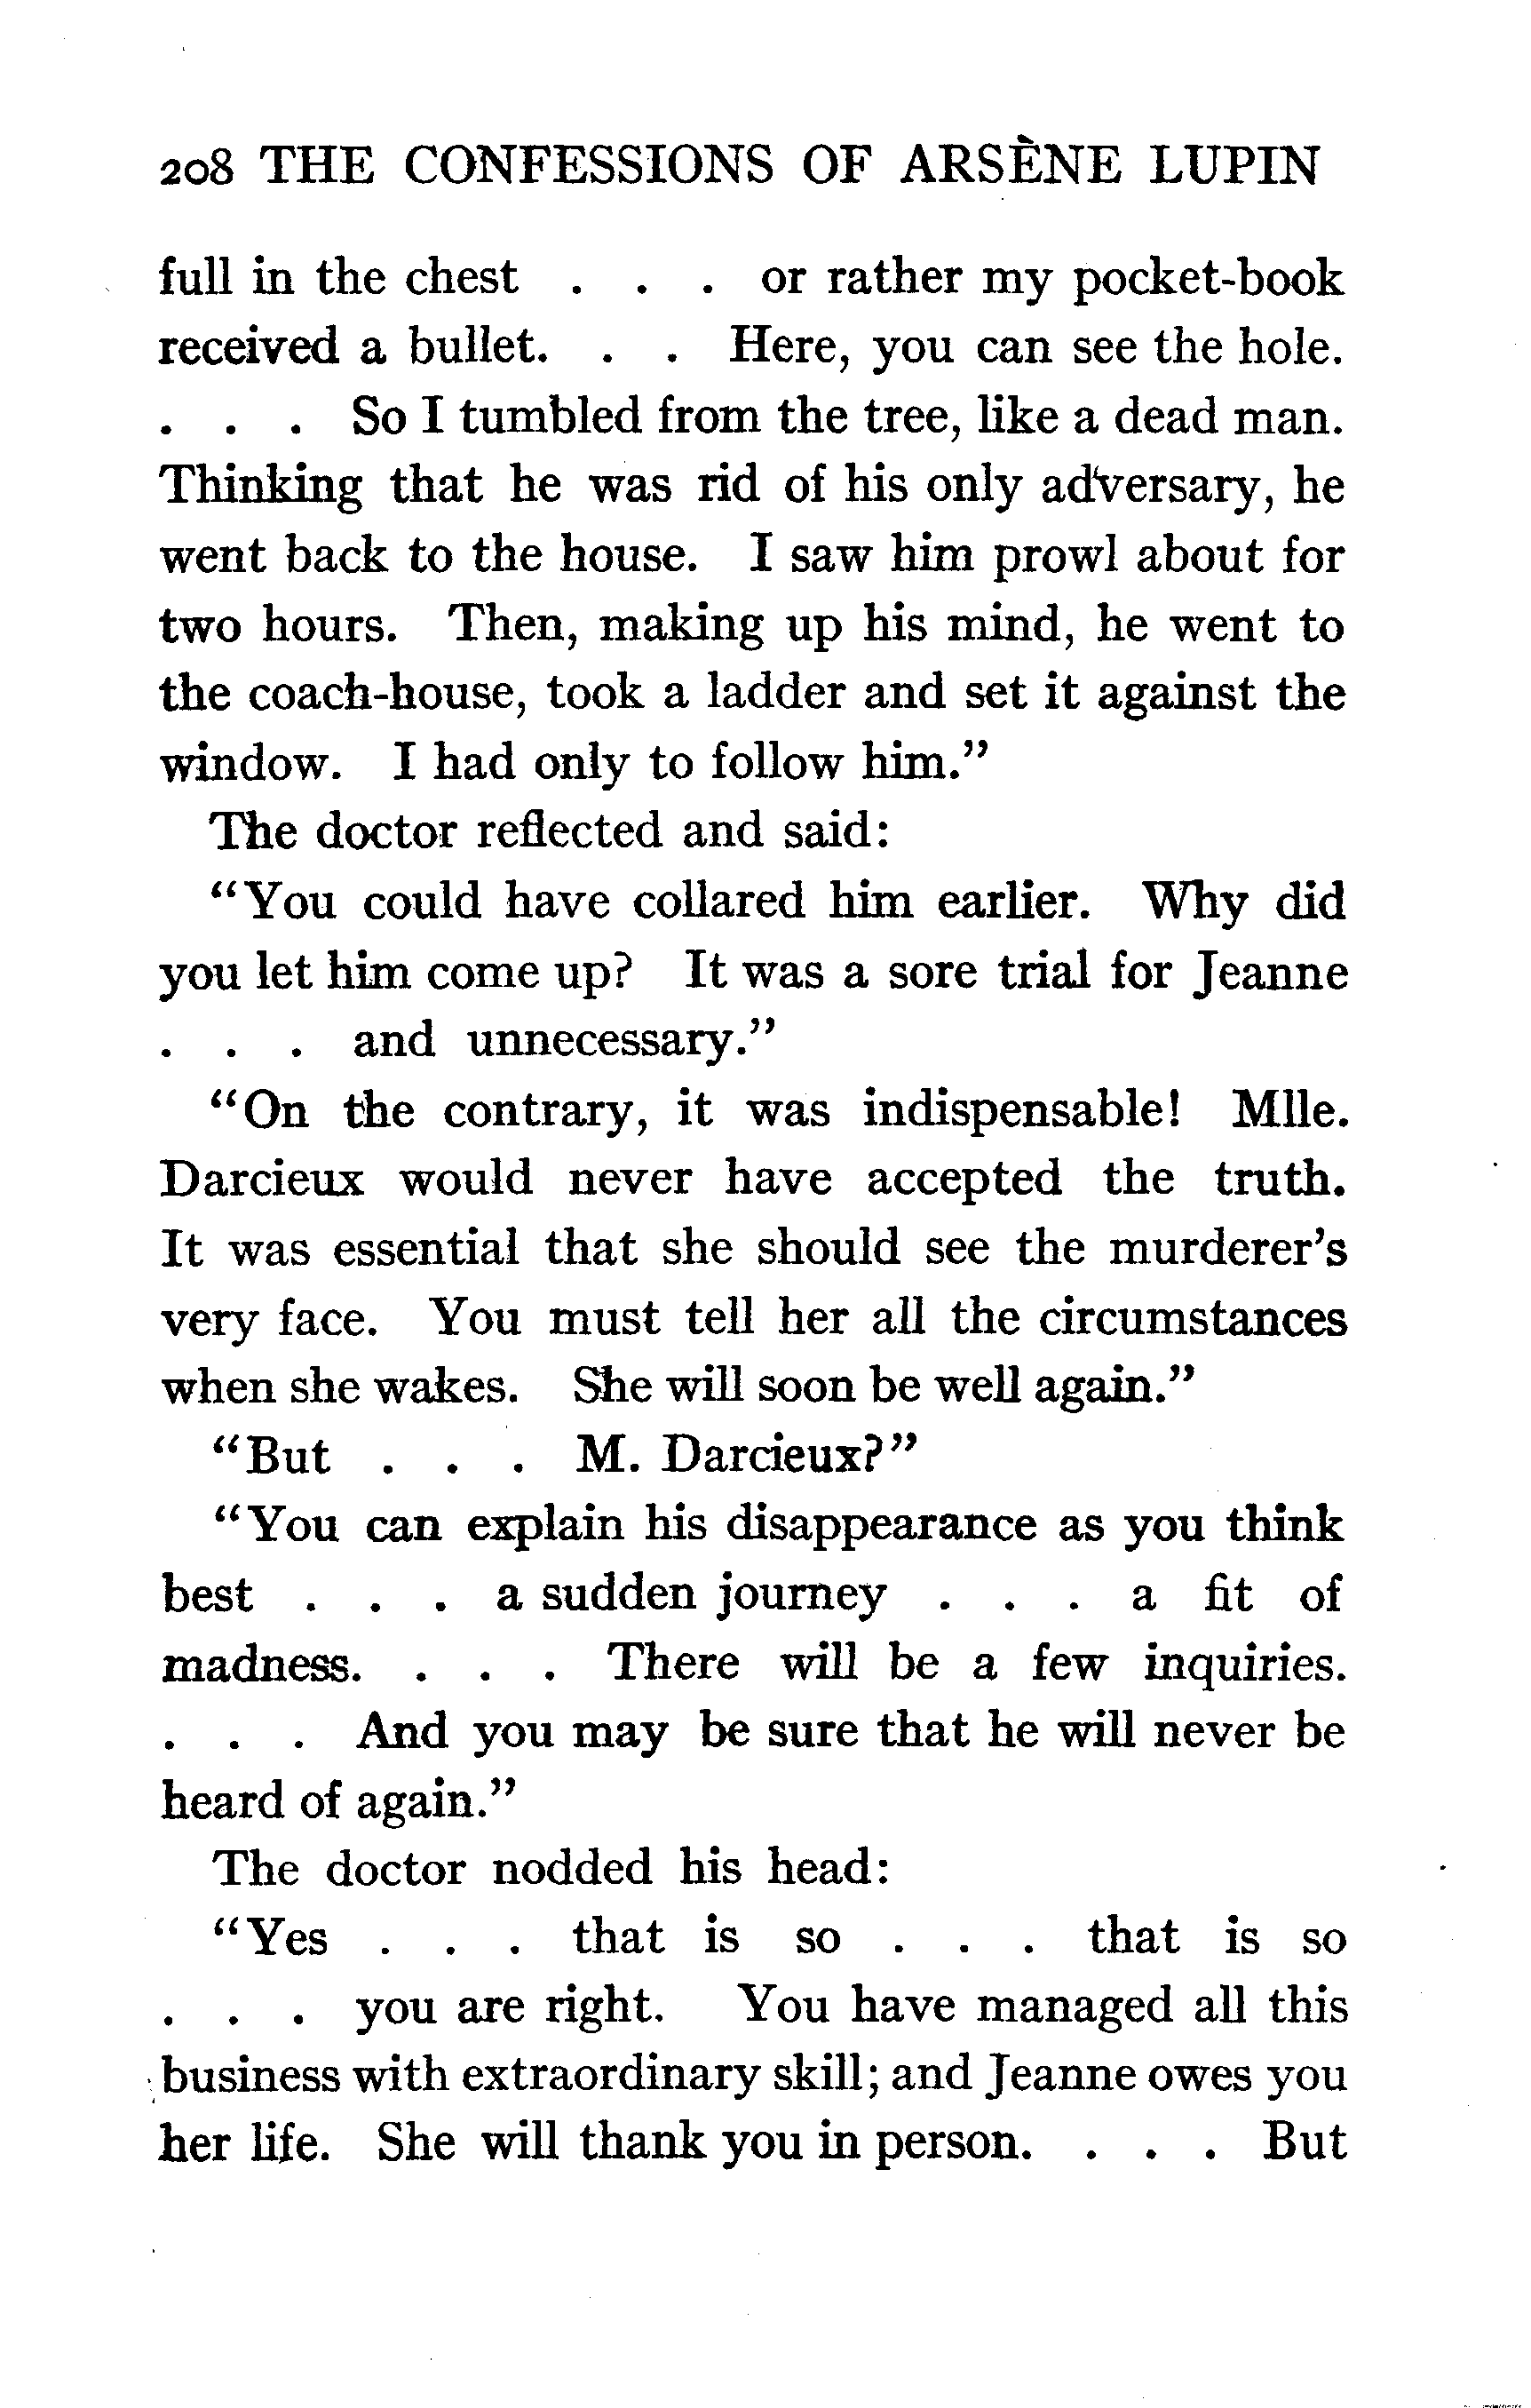 208 THE CONFESSIONS OF ARSÈNE LUPIN
full in the chest . . . or rather my pocket-book
received a bullet. . . Here, you can see the hole.
. . . So I tumbled from the tree, like a dead man.
Thinking that he was rid of his only adversary, he
went back to the house. I saw him prowl about for
two hours. Then, making up his mind, he went to
the coach-house, took a ladder and set it against the
window. I had only to follow him.”
The doctor reflected and said:
“You could have collared him earlier. Why did
you let him come up? It was a sore trial for Jeanne
. . . and unnecessary.”
“On the contrary, it was indispensable! Mlle.
Darcieux would never have accepted the truth.
It was essential that she should see the murderer’s
very face. You must tell her all the circumstances
when she wakes. She will soon be well again.”
“But . . . M. Darcieux?”
“You can explain his disappearance as you think
best . . . a sudden journey . . . a fit of
madness. . . . There will be a few inquiries.
. . . And you may be sure that he will never be
heard of again.”
The doctor nodded his head:
“Yes . . . that is so . . . that is so
. . . you are right. You have managed all this
business with extraordinary skill; and Jeanne owes you
her life. She will thank you in person. . . . But